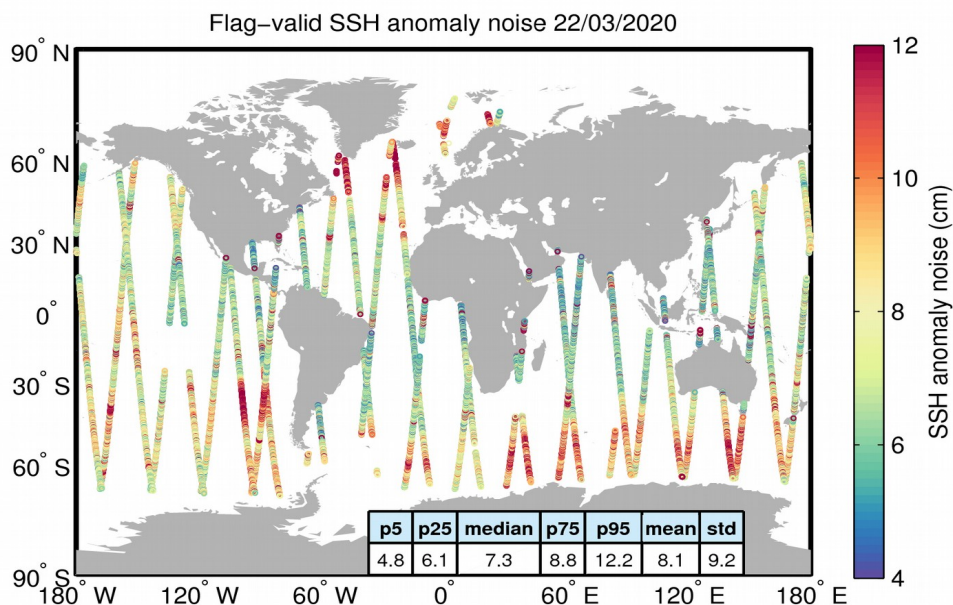 Flag−valid SSH anomaly noise 22/03/2020
90° N
60° N
30° N
0°
30° S
60° S
90° S
180° W 120° W 60° W 0° 60° E 120° E 180° E
p5 p25 median p75 p95 mean std
4.8 6.1 7.3 8.8 12.2 8.1 9.2
12
10
8
6
4
SSH anomaly noise (cm)